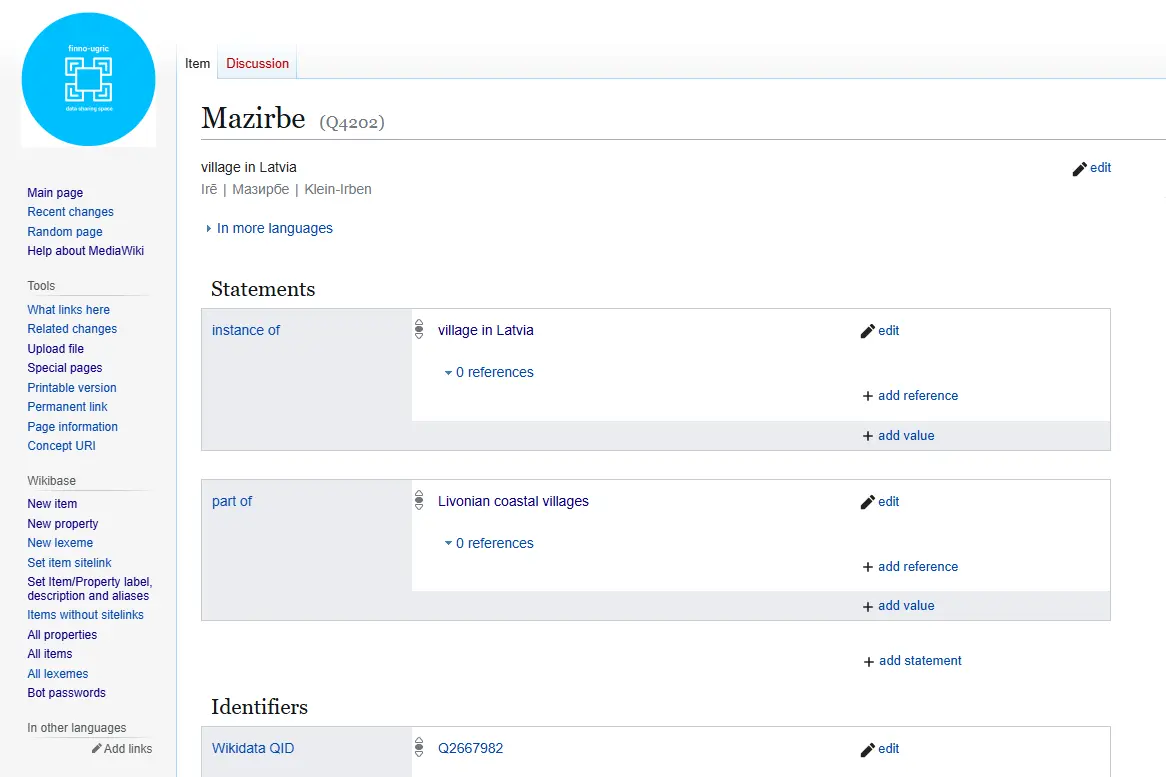 finno-ugric
data sharing space
Item
Discussion
Mazirbe (Q4202)
village in Latvia
edit
Irē | Мазирбе | Klein-Irben
In more languages
Main page
Recent changes
Random page
Help about MediaWiki
Tools
What links here
Related changes
Upload file
Special pages
Printable version
Permanent link
Page information
Concept URI
Wikibase
New item
New property
New lexeme
Set item sitelink
Set Item/Property label,
description and aliases
Items without sitelinks
All properties
All items
All lexemes
Bot passwords
In other languages
Add links
Statements
instance of
village in Latvia
edit
0 references
+ add reference
+ add value
part of
Livonian coastal villages
edit
0 references
+ add reference
+ add value
+ add statement
Identifiers
Wikidata QID
Q2667982
edit